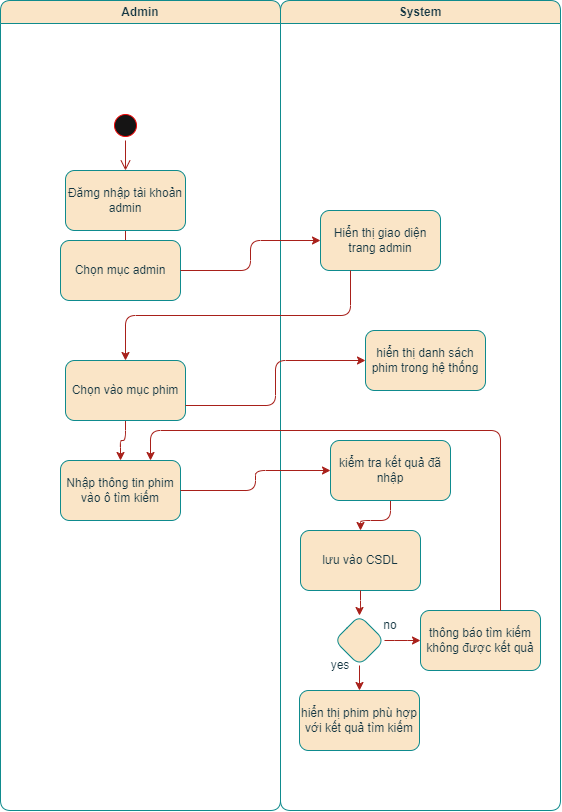 Admin
System
Đămg nhập tải khoản
admin
Chọn mục admin
Hiển thị giao diện
trang admin
hiển thị danh sách
phim trong hệ thống
Chọn vào mục phim
Nhập thông tin phim
vào ô tìm kiếm
kiểm tra kết quả đã
nhập
lưu vào CSDL
no
thông báo tìm kiếm
không được kết quả
yes
hiển thị phim phù hợp
với kết quả tìm kiếm